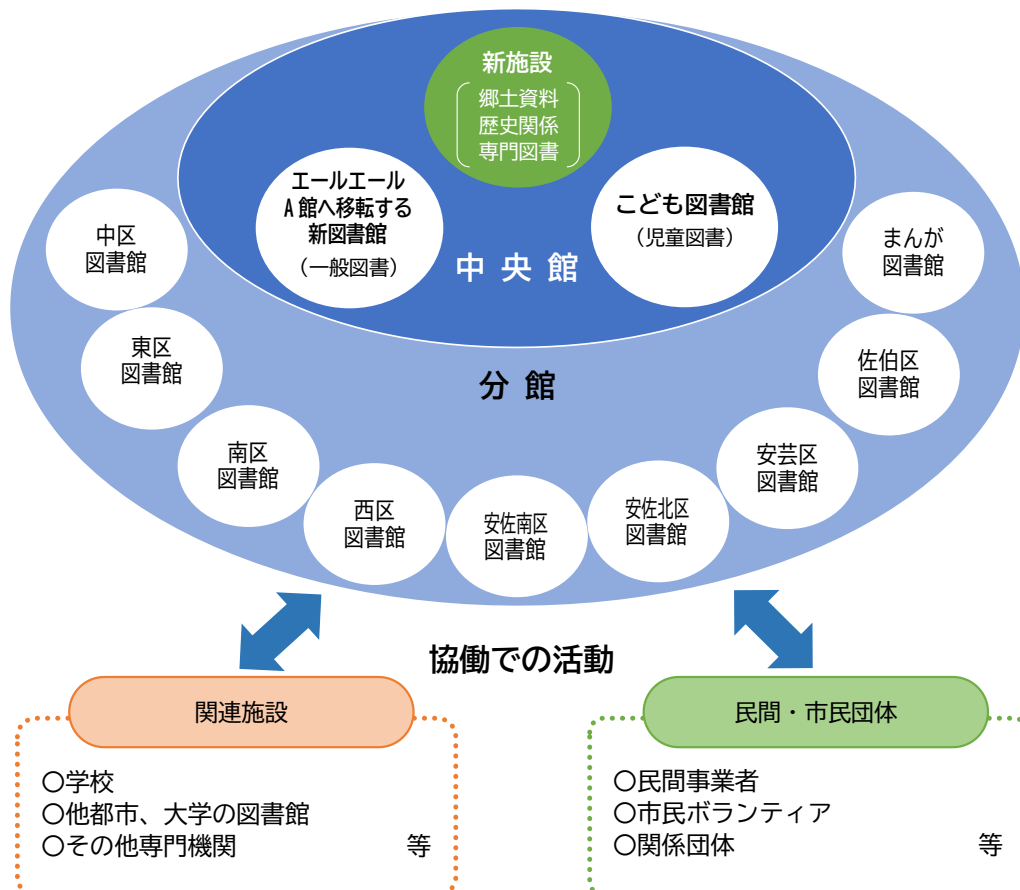 新施設
郷土資料
歴史関係
専門図書
エールエール
A館へ移転する
新図書館
（一般図書）
こども図書館
（児童図書）
中央館
中区
図書館
東区
図書館
南区
図書館
西区
図書館
安佐南区
図書館
安佐北区
図書館
安芸区
図書館
佐伯区
図書館
まんが
図書館
分館
協働での活動
関連施設
○学校
○他都市、大学の図書館
○その他専門機関 等
民間・市民団体
○民間事業者
○市民ボランティア
○関係団体 等